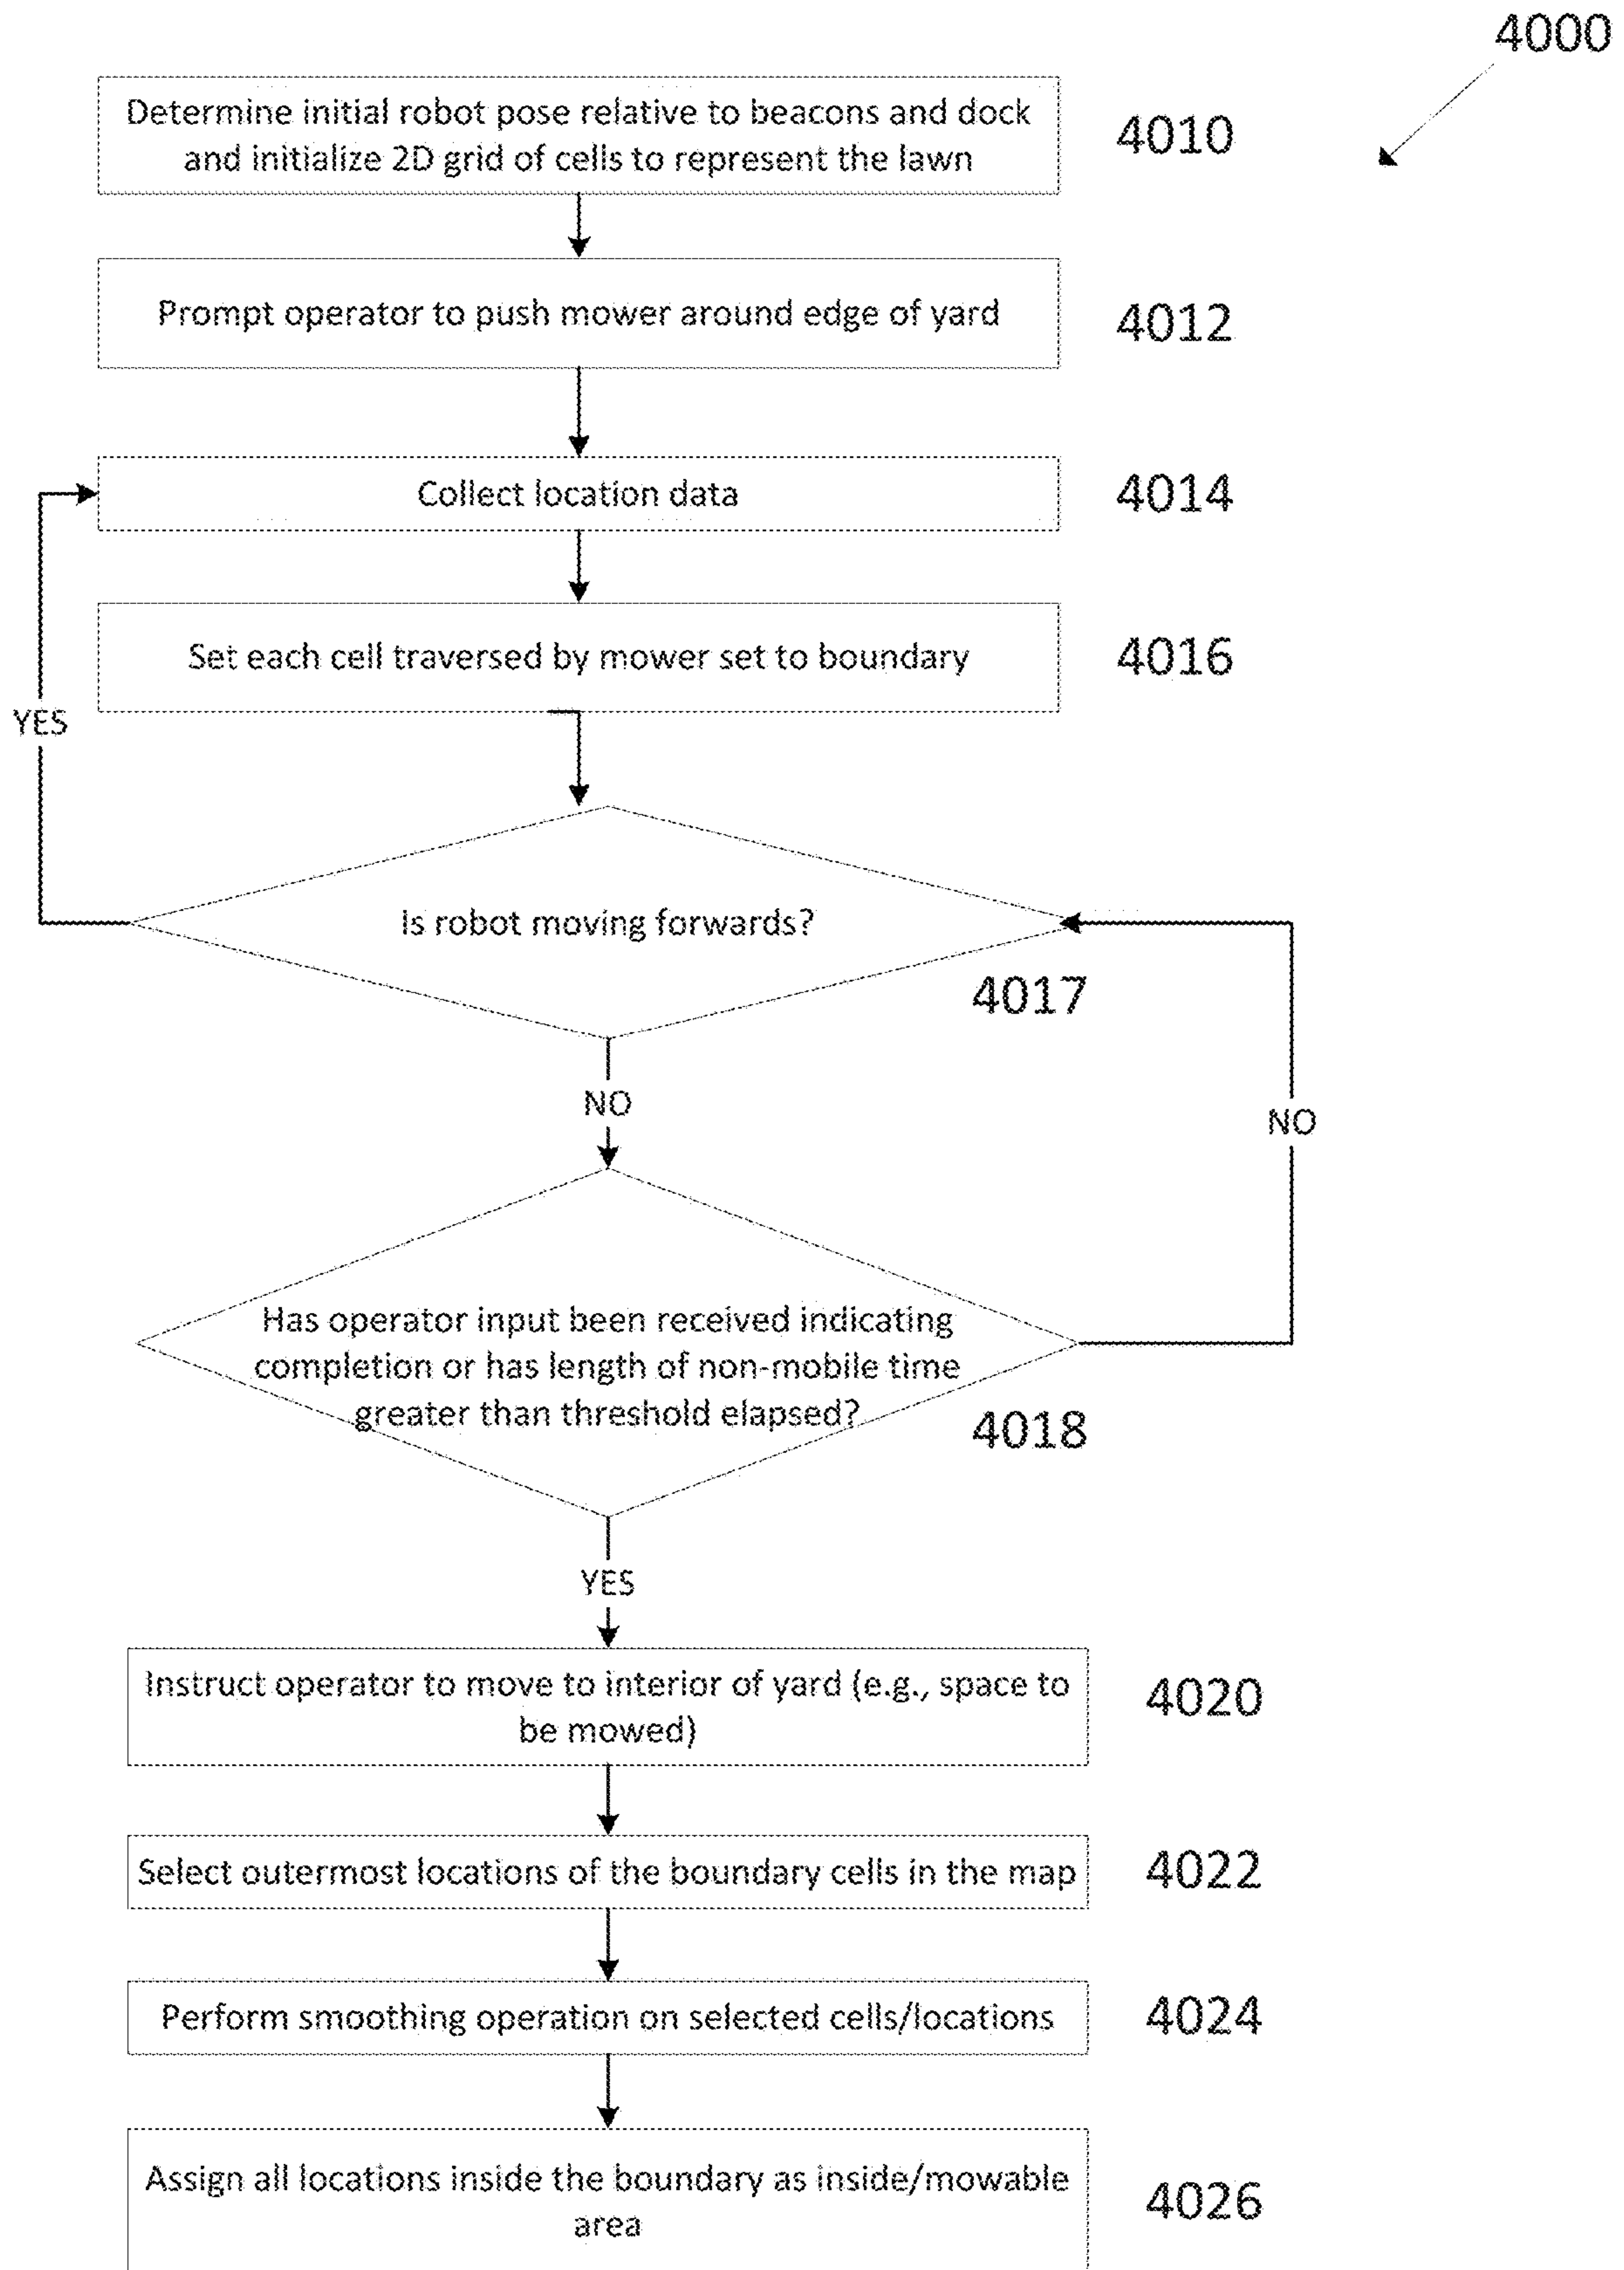 4000
Determine initial robot pose relative to beacons and dock
and initialize 2D grid of cells to represent the lawn
4010
Prompt operator to push mower around edge of yard
4012
Collect location data
4014
Set each cell traversed by mower set to boundary
4016
YES
Is robot moving forwards?
4017
NO
NO
Has operator input been received indicating
completion or has length of non-mobile time
greater than threshold elapsed?
4018
YES
Instruct operator to move to interior of yard (e.g., space to
be mowed)
4020
Select outermost locations of the boundary cells in the map
4022
Perform smoothing operation on selected cells/locations
4024
Assign all locations inside the boundary as inside/mowable
area
4026